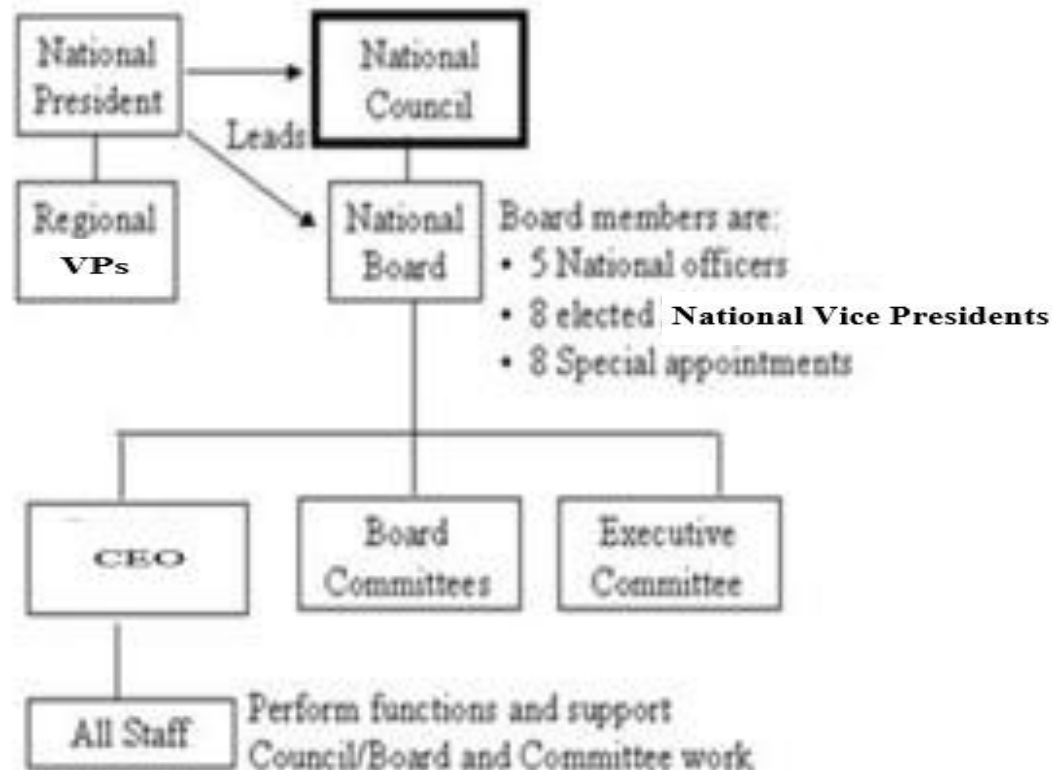 National
President
National
Council
Leads
Regional
VPs
National
Board
Board members are:
• 5 National officers
• 8 elected National Vice Presidents
• 8 Special appointments
CEO
Board
Committees
Executive
Committee
All Staff
Perform functions and support
Council/Board and Committee work